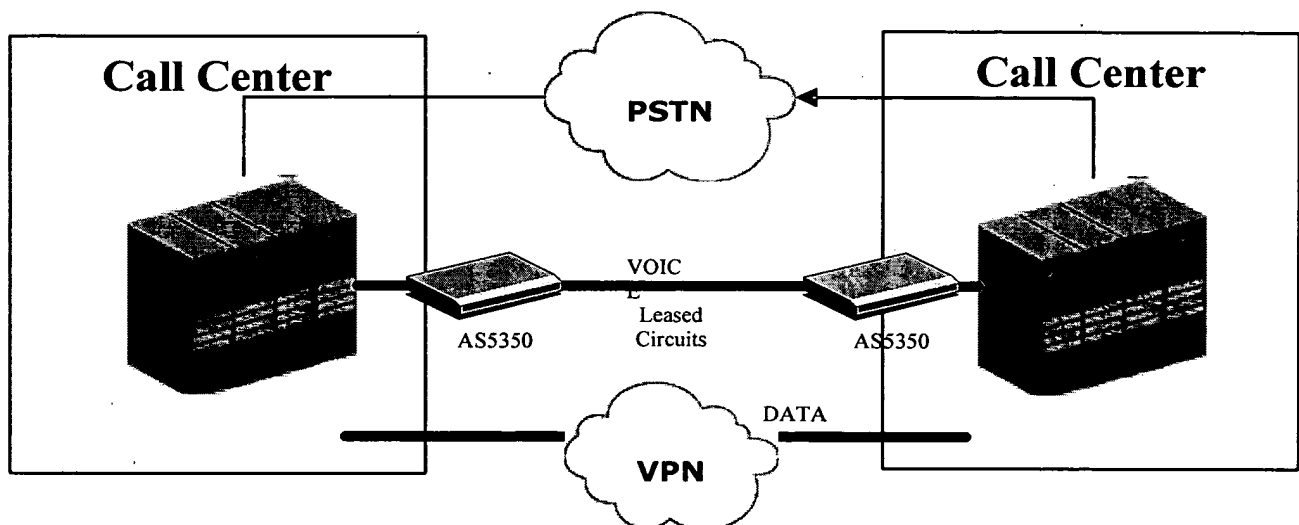 Call Center
Call Center
PSTN
VOIC
E
Leased
Circuits
AS5350
AS5350
DATA
VPN